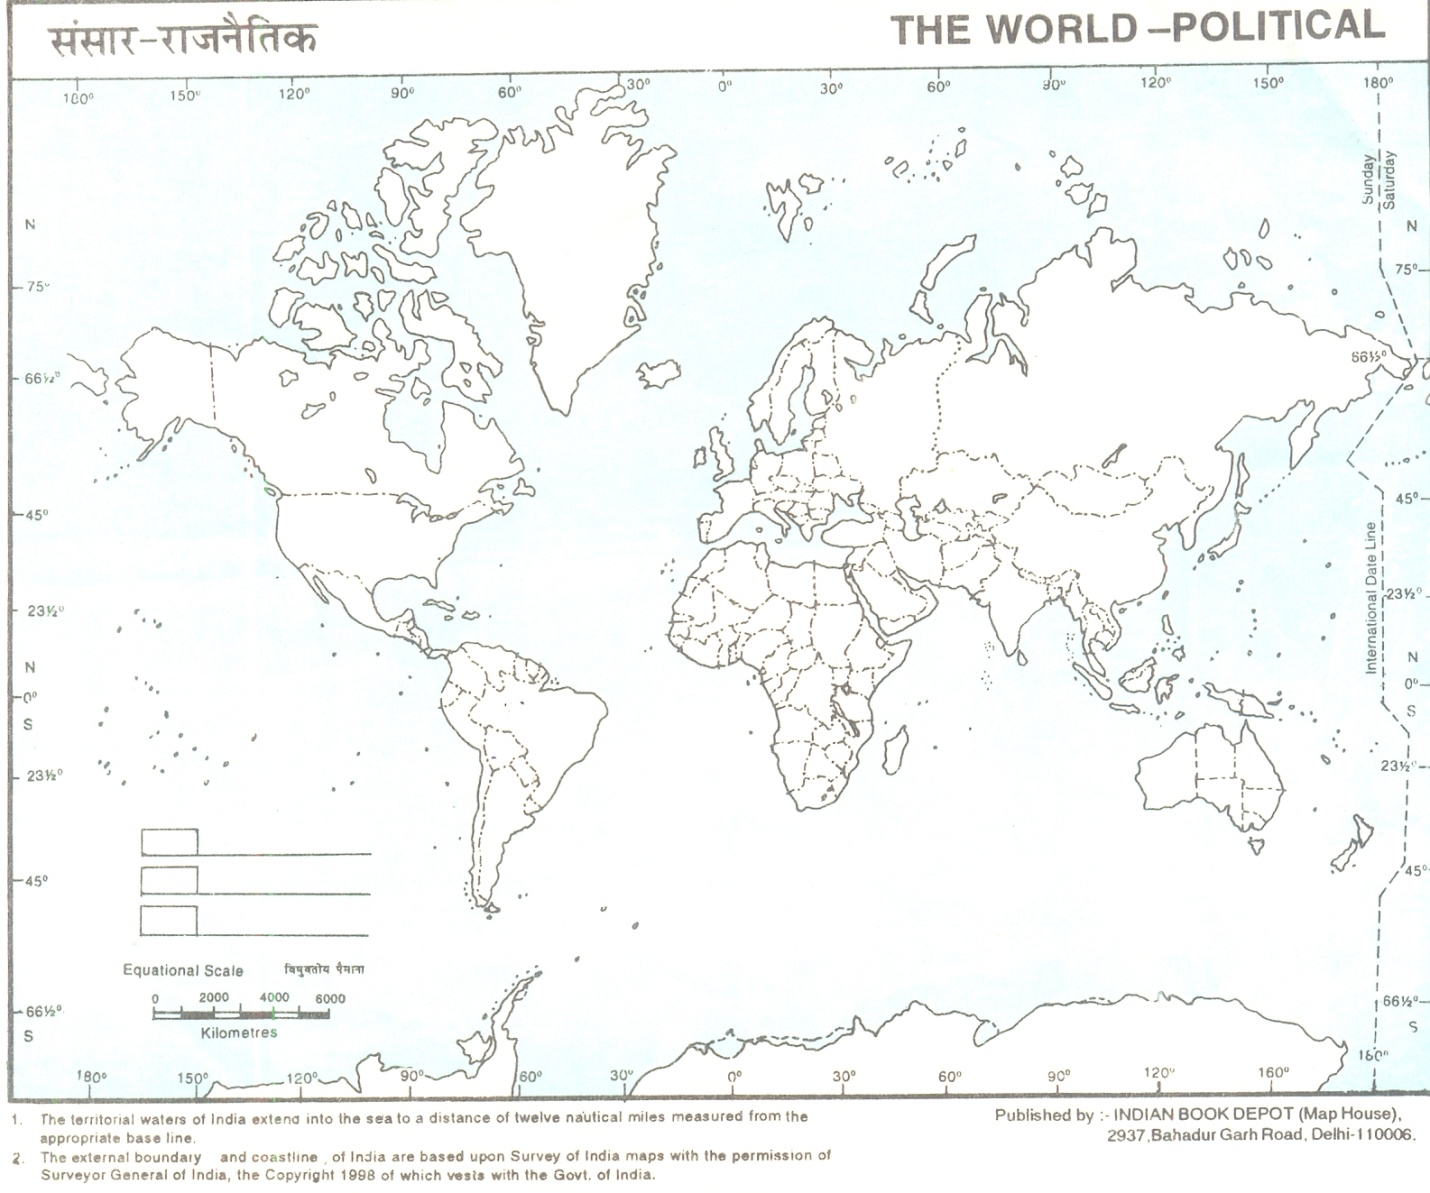 संसार-राजनैतिक
THE WORLD –POLITICAL
180° 150° 120° 90° 60° 30° 0° 30° 60° 90° 120° 150° 180°
Sunday
Saturday
N N
75° 75°
66½° 66½°
45° 45°
International Date Line
23½° 23½°
N N
0° 0°
S S
23½° 23½°
45° 45°
Equational Scale विषुवतीय पैमाना
0 2000 4000 6000
Kilometres
66½° 66½°
S S
180° 150° 120° 90° 60° 30° 0° 30° 60° 90° 120° 160° 180°
1. The territorial waters of India extend into the sea to a distance of twelve nautical miles measured from the
appropriate base line.
2. The external boundary and coastline , of India are based upon Survey of India maps with the permission of
Surveyor General of India, the Copyright 1998 of which vests with the Govt. of India.
Published by :- INDIAN BOOK DEPOT (Map House),
2937,Bahadur Garh Road, Delhi-110006.